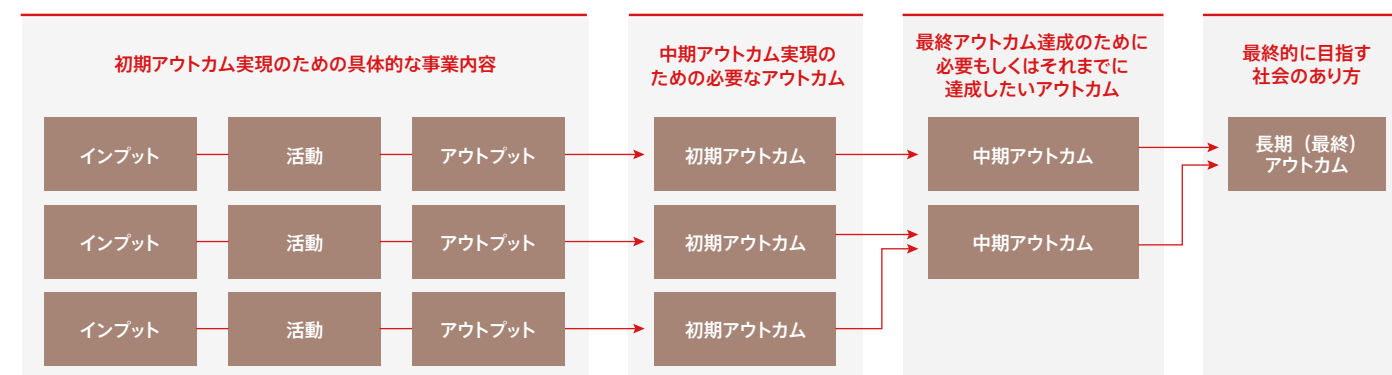 初期アウトカム実現のための具体的な事業内容
中期アウトカム実現の
ための必要なアウトカム
最終アウトカム達成のために
必要もしくはそれまでに
達成したいアウトカム
最終的に目指す
社会のあり方
インプット
活動
アウトプット
初期アウトカム
中期アウトカム
長期（最終）
アウトカム
インプット
活動
アウトプット
初期アウトカム
中期アウトカム
インプット
活動
アウトプット
初期アウトカム